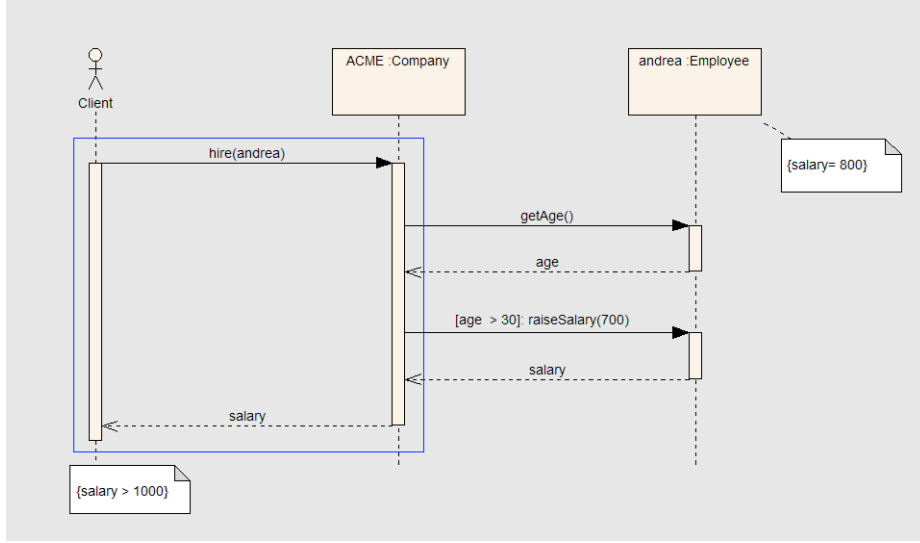 ACME :Company
andrea :Employee
Client
hire(andrea)
{salary= 800}
getAge()
age
[age  > 30]: raiseSalary(700)
salary
salary
{salary > 1000}